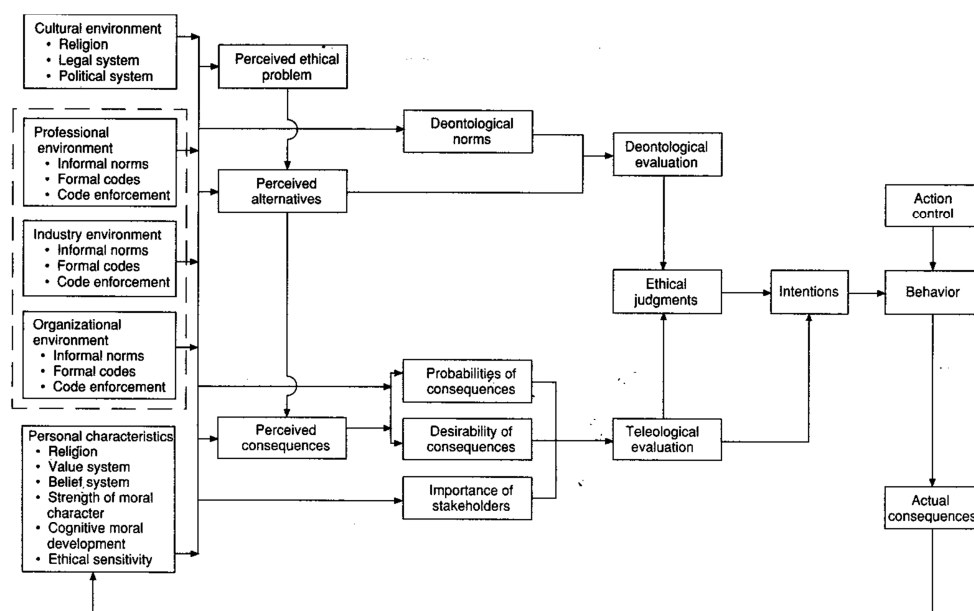 Cultural environment
• Religion
• Legal system
• Political system
Professional
environment
• Informal norms
• Formal codes
• Code enforcement
Industry environment
• Informal norms
• Formal codes
• Code enforcement
Organizational
environment
• Informal norms
• Formal codes
• Code enforcement
Personal characteristics
• Religion
• Value system
• Belief system
• Strength of moral
character
• Cognitive moral
development
• Ethical sensitivity
Perceived ethical
problem
Perceived
alternatives
Perceived
consequences
Deontological
norms
Probabilities of
consequences
Desirability of
consequences
Importance of
stakeholders
Deontological
evaluation
Ethical
judgments
Teleological
evaluation
Intentions
Action
control
Behavior
Actual
consequences